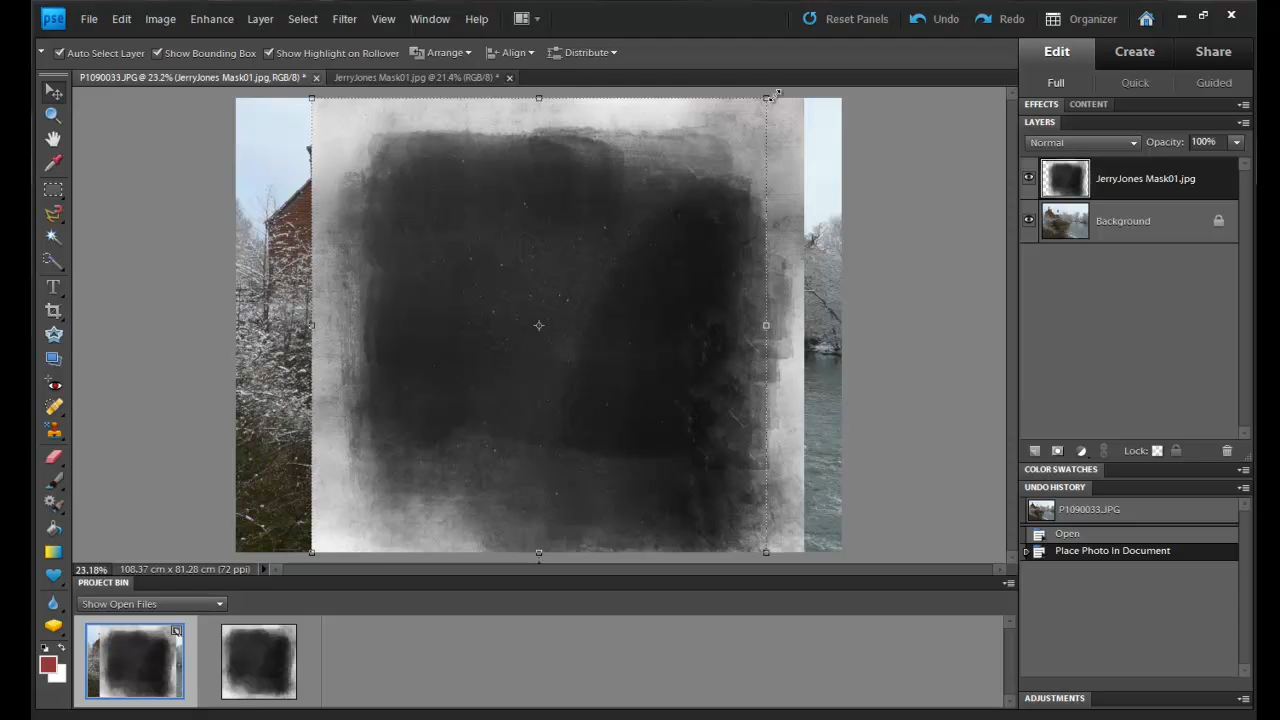 pse File Edit Image Enhance Layer Select Filter View Window Help Reset Panels Undo Redo Organizer
Auto Select Layer Show Bounding Box Show Highlight on Rollover Arrange Align Distribute
Edit Create Share
P1090033.JPG @ 23.2% (JerryJones Mask01.jpg, RGB/8) * JerryJones Mask01.jpg @ 21.4% (RGB/8) *
Full Quick Guided
EFFECTS CONTENT
LAYERS
Normal Opacity: 100%
JerryJones Mask01.jpg
Background
T
Lock:
COLOR SWATCHES
UNDO HISTORY
P1090033.JPG
Open
Place Photo In Document
23.18% 108.37 cm x 81.28 cm (72 ppi)
PROJECT BIN
Show Open Files
ADJUSTMENTS